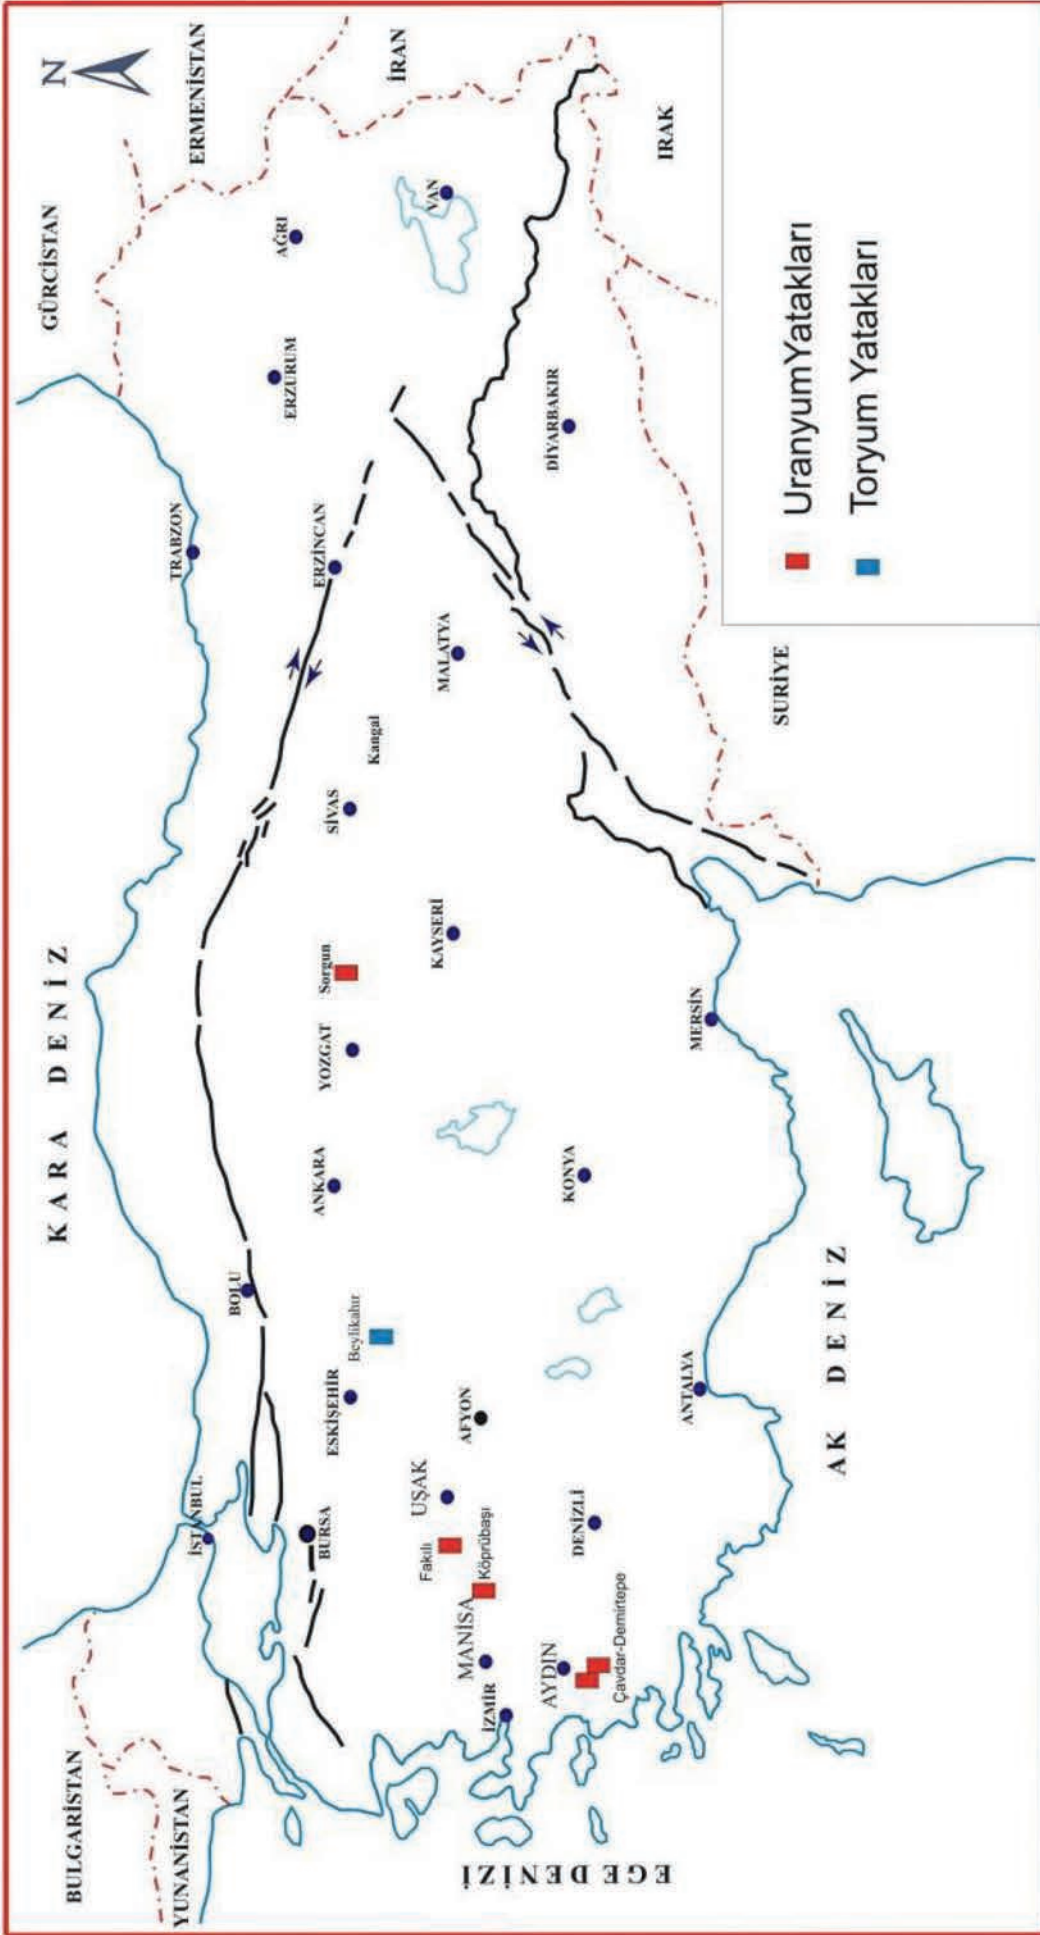 N
KARA DENİZ
GÜRCİSTAN
ERMENİSTAN
İRAN
IRAK
SURİYE
BULGARİSTAN
YUNANİSTAN
EGE DENİZİ
AK DENİZ
İSTANBUL
BOLU
TRABZON
BURSA
ESKİŞEHİR
Beylikahır
ANKARA
YOZGAT
Sorgun
SİVAS
Kangal
ERZİNCAN
ERZURUM
AĞRI
VAN
UŞAK
Fakılı
AFYON
KAYSERİ
MALATYA
MANİSA
Köprübaşı
İZMİR
AYDIN
Çavdar-Demirtepe
DENİZLİ
KONYA
DİYARBAKIR
ANTALYA
MERSİN
Uranyum Yatakları
Toryum Yatakları